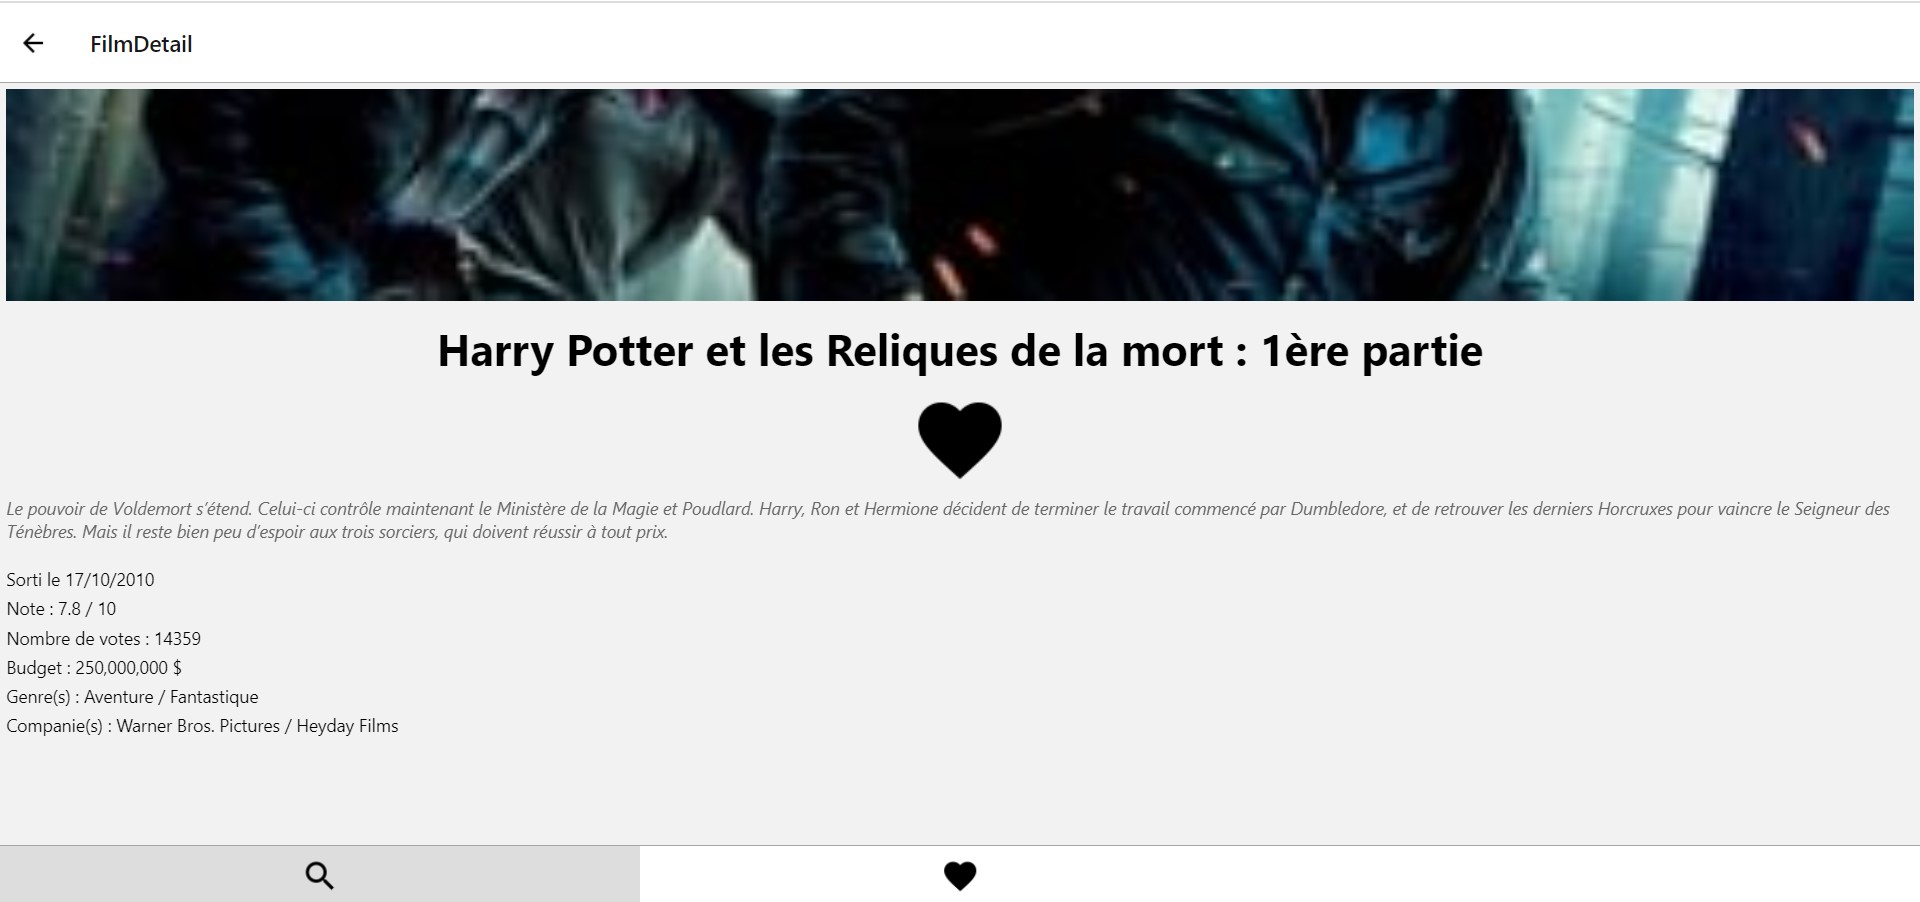 FilmDetail
Harry Potter et les Reliques de la mort : 1ère partie
Le pouvoir de Voldemort s’étend. Celui-ci contrôle maintenant le Ministère de la Magie et Poudlard. Harry, Ron et Hermione décident de terminer le travail commencé par Dumbledore, et de retrouver les derniers Horcruxes pour vaincre le Seigneur des
Ténèbres. Mais il reste bien peu d’espoir aux trois sorciers, qui doivent réussir à tout prix.
Sorti le 17/10/2010
Note : 7.8 / 10
Nombre de votes : 14359
Budget : 250,000,000 $
Genre(s) : Aventure / Fantastique
Companie(s) : Warner Bros. Pictures / Heyday Films